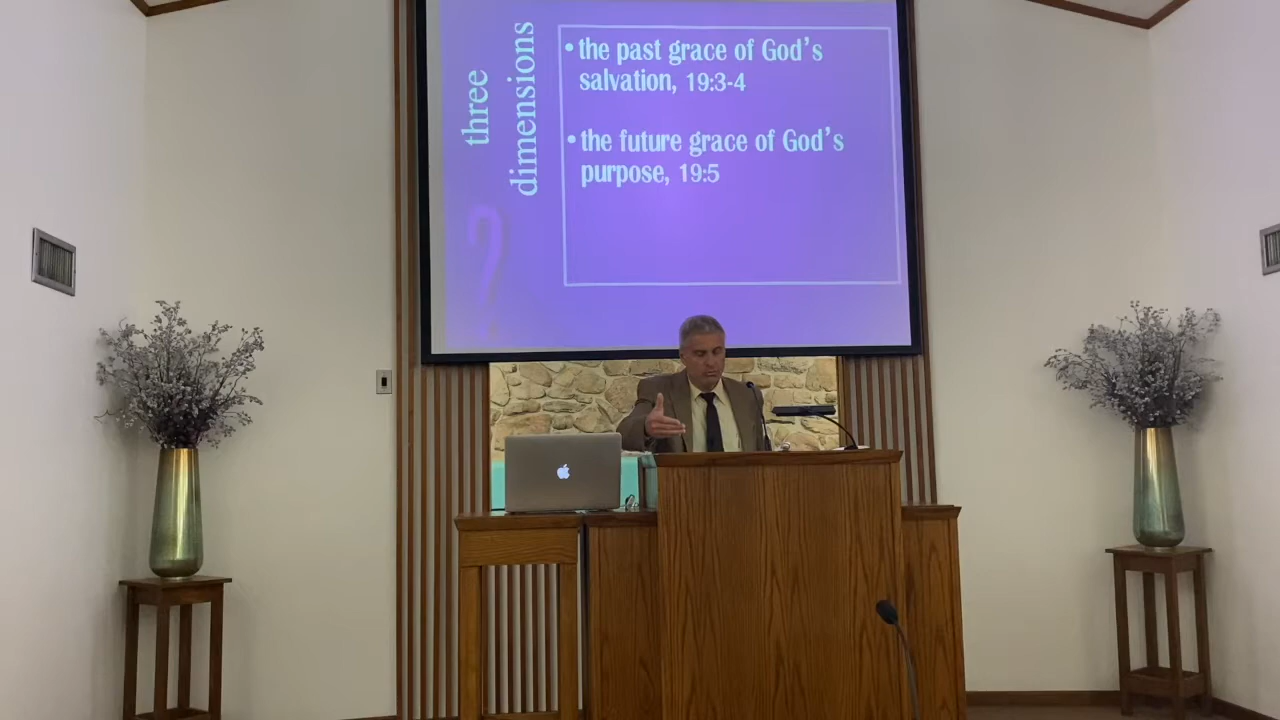 three
dimensions
•the past grace of God's
salvation, 19:3-4
•the future grace of God's
purpose, 19:5
?